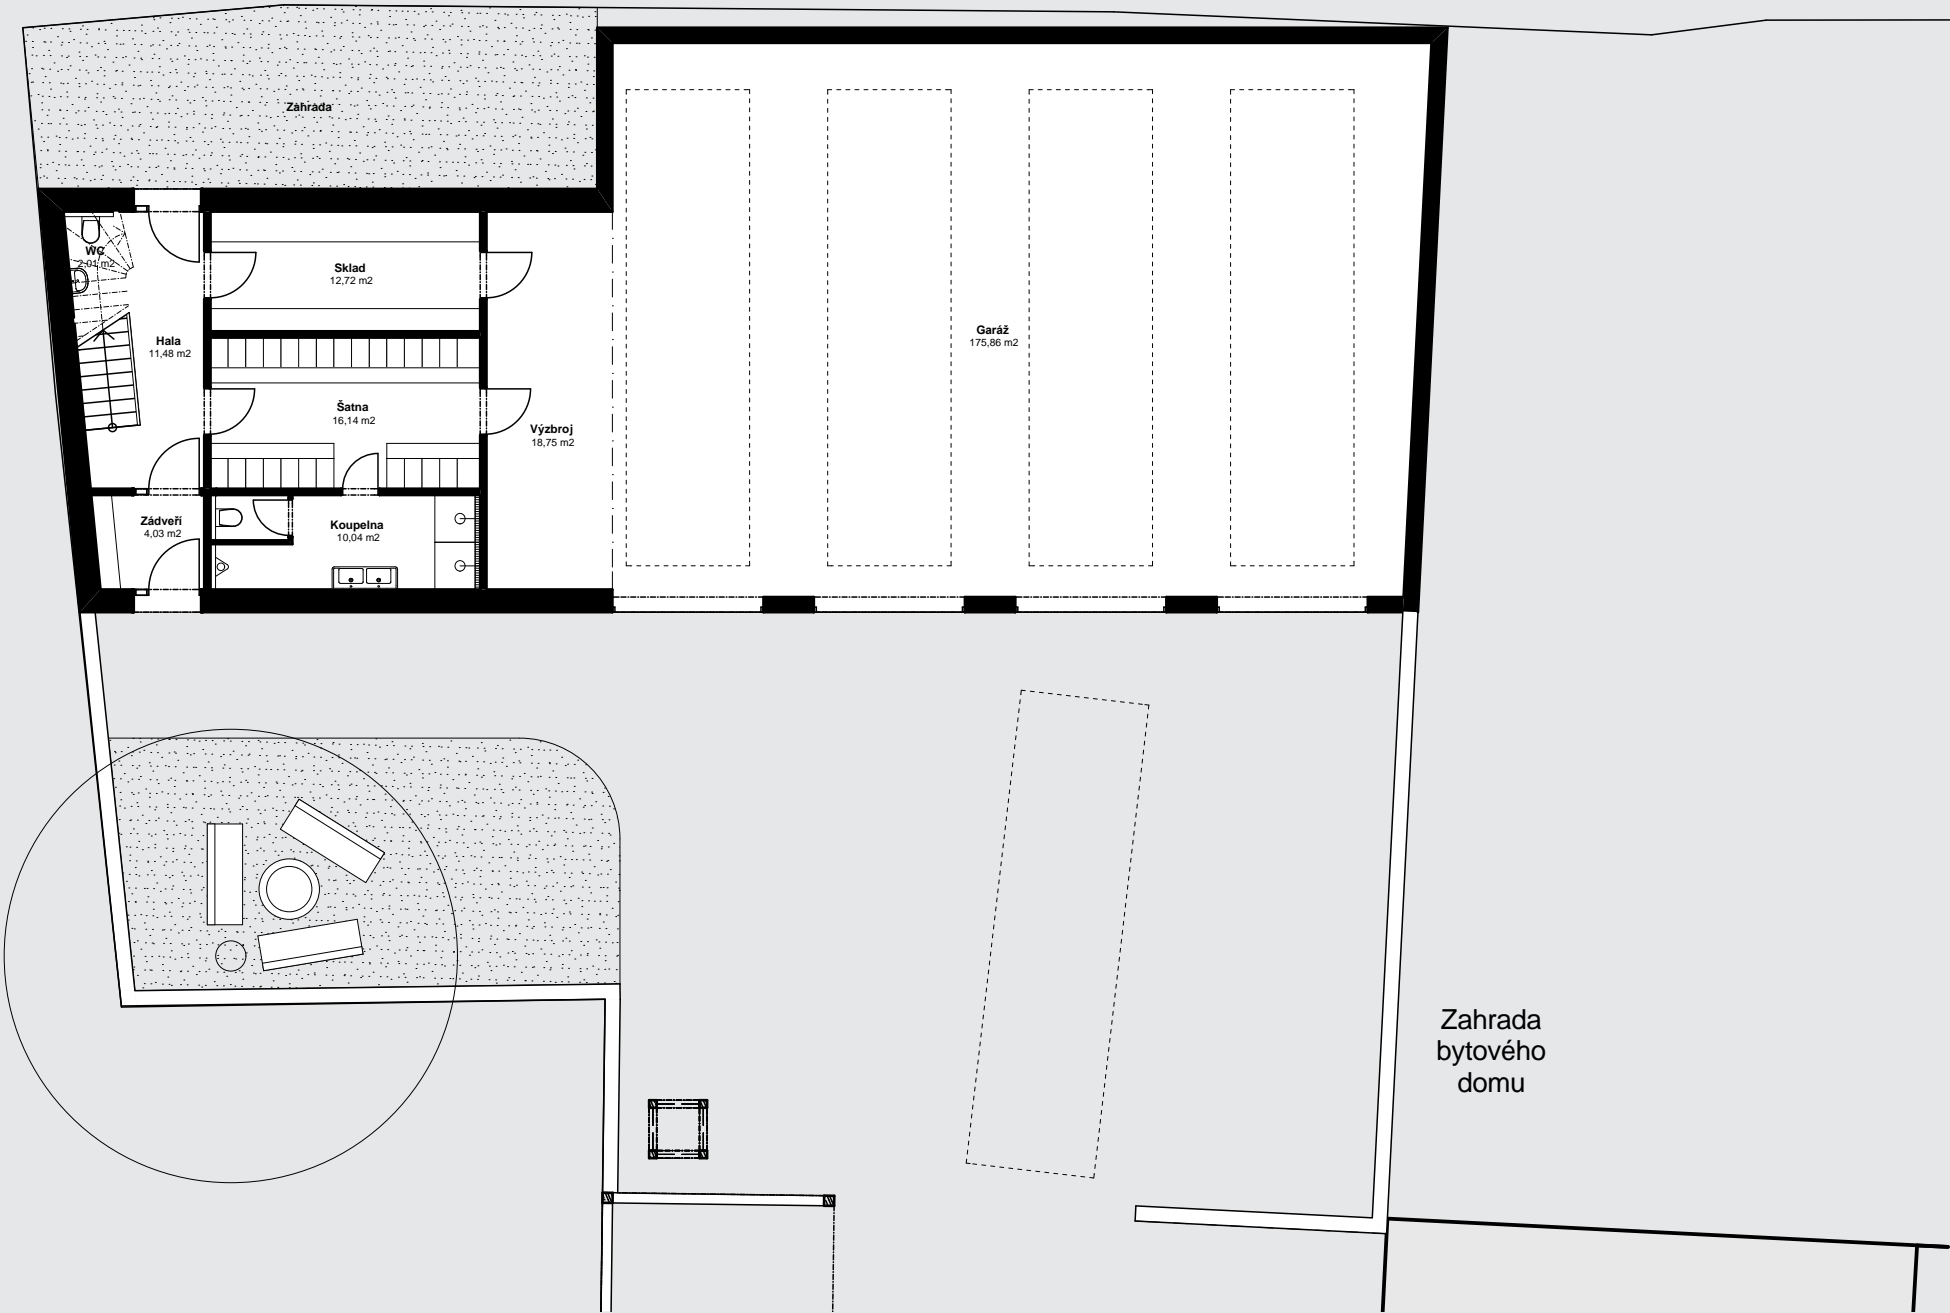 Zahrada
WC
2,01 m2
Sklad
12,72 m2
Hala
11,48 m2
Garáž
175,86 m2
Šatna
16,14 m2
Výzbroj
18,75 m2
Zádveří
4,03 m2
Koupelna
10,04 m2
Zahrada
bytového
domu